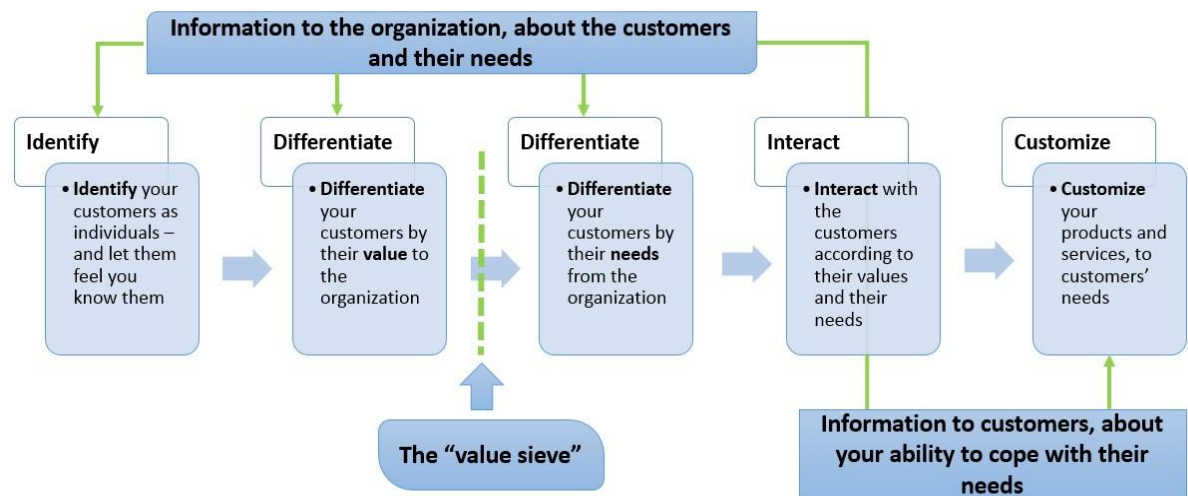 Information to the organization, about the customers
and their needs
Identify
• Identify your
customers as
individuals –
and let them
feel you
know them
Differentiate
• Differentiate
your
customers by
their value to
the
organization
Differentiate
• Differentiate
your
customers by
their needs
from the
organization
Interact
• Interact with
the
customers
according to
their values
and their
needs
Customize
• Customize
your
products and
services, to
customers’
needs
The “value sieve”
Information to customers, about
your ability to cope with their
needs